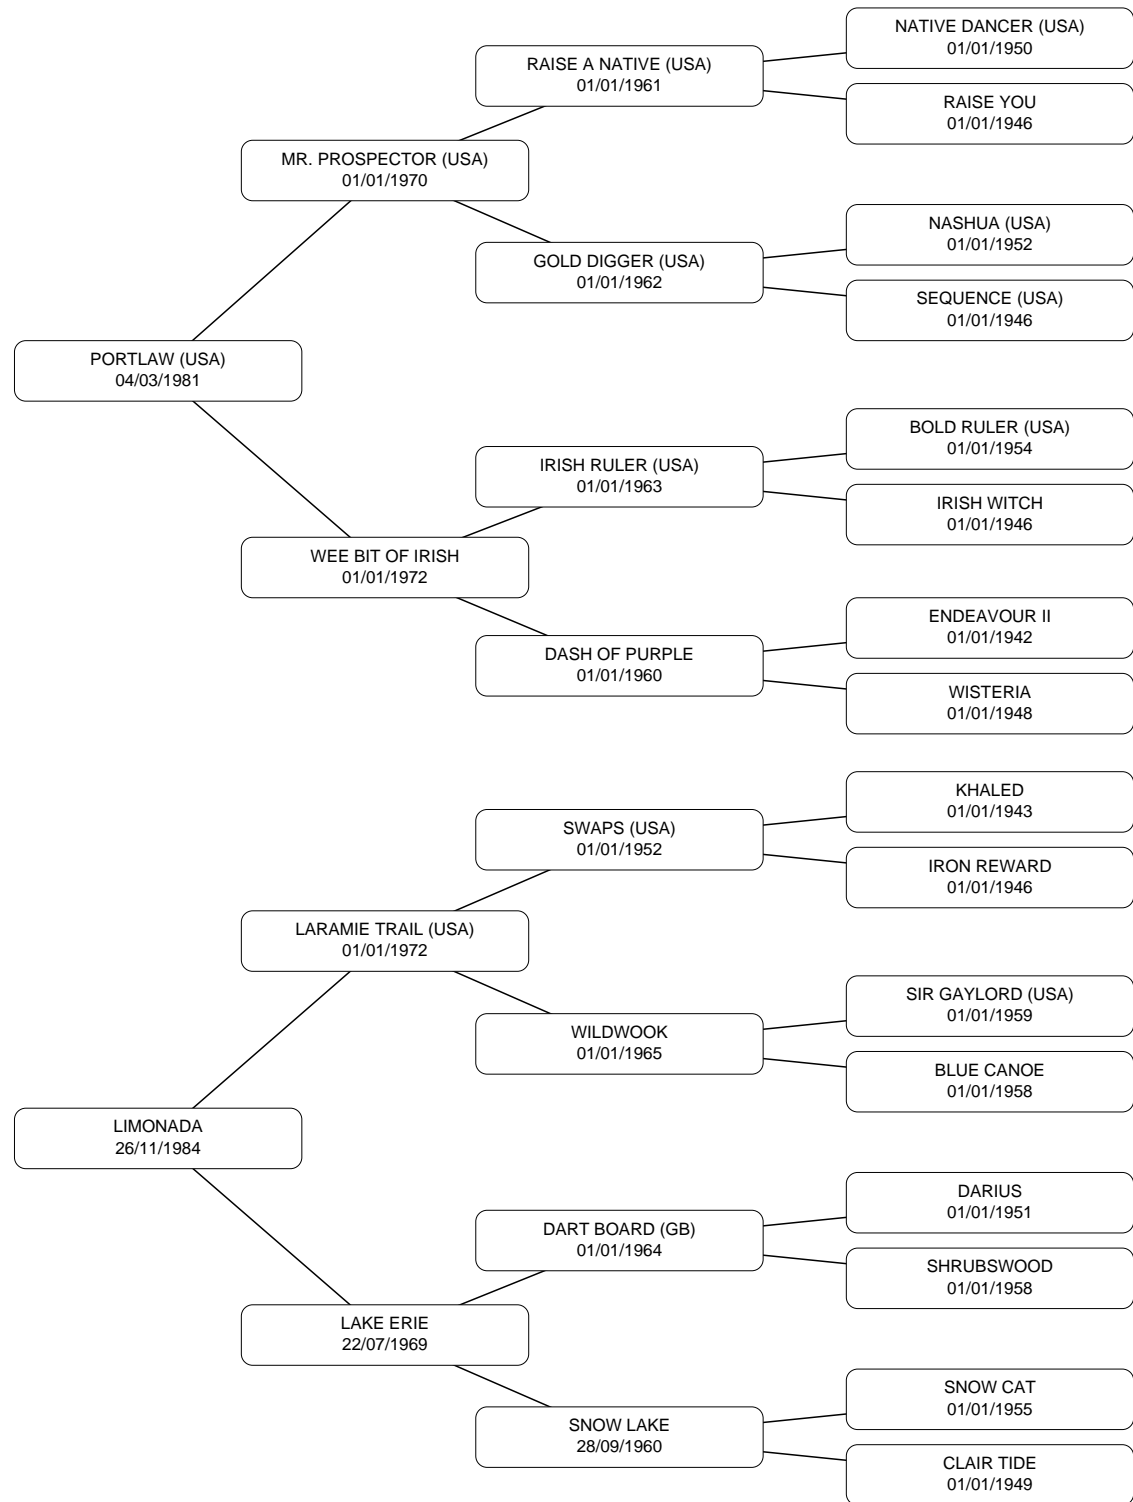 NATIVE DANCER (USA)
01/01/1950
RAISE A NATIVE (USA)
01/01/1961
RAISE YOU
01/01/1946
MR. PROSPECTOR (USA)
01/01/1970
NASHUA (USA)
01/01/1952
GOLD DIGGER (USA)
01/01/1962
SEQUENCE (USA)
01/01/1946
PORTLAW (USA)
04/03/1981
BOLD RULER (USA)
01/01/1954
IRISH RULER (USA)
01/01/1963
IRISH WITCH
01/01/1946
WEE BIT OF IRISH
01/01/1972
ENDEAVOUR II
01/01/1942
DASH OF PURPLE
01/01/1960
WISTERIA
01/01/1948
KHALED
01/01/1943
SWAPS (USA)
01/01/1952
IRON REWARD
01/01/1946
LARAMIE TRAIL (USA)
01/01/1972
SIR GAYLORD (USA)
01/01/1959
WILDWOOK
01/01/1965
BLUE CANOE
01/01/1958
LIMONADA
26/11/1984
DARIUS
01/01/1951
DART BOARD (GB)
01/01/1964
SHRUBSWOOD
01/01/1958
LAKE ERIE
22/07/1969
SNOW CAT
01/01/1955
SNOW LAKE
28/09/1960
CLAIR TIDE
01/01/1949